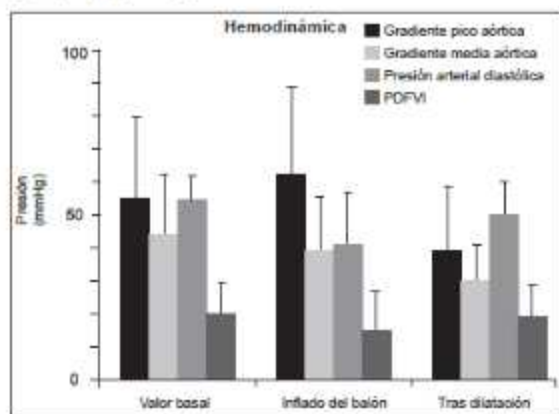 Hemodinámica
Gradiente pico aórtica
Gradiente media aórtica
Presión arterial diastólica
PDFVI
Presión
(mmHg)
100
50
0
Valor basal
Inflado del balón
Tras dilatación